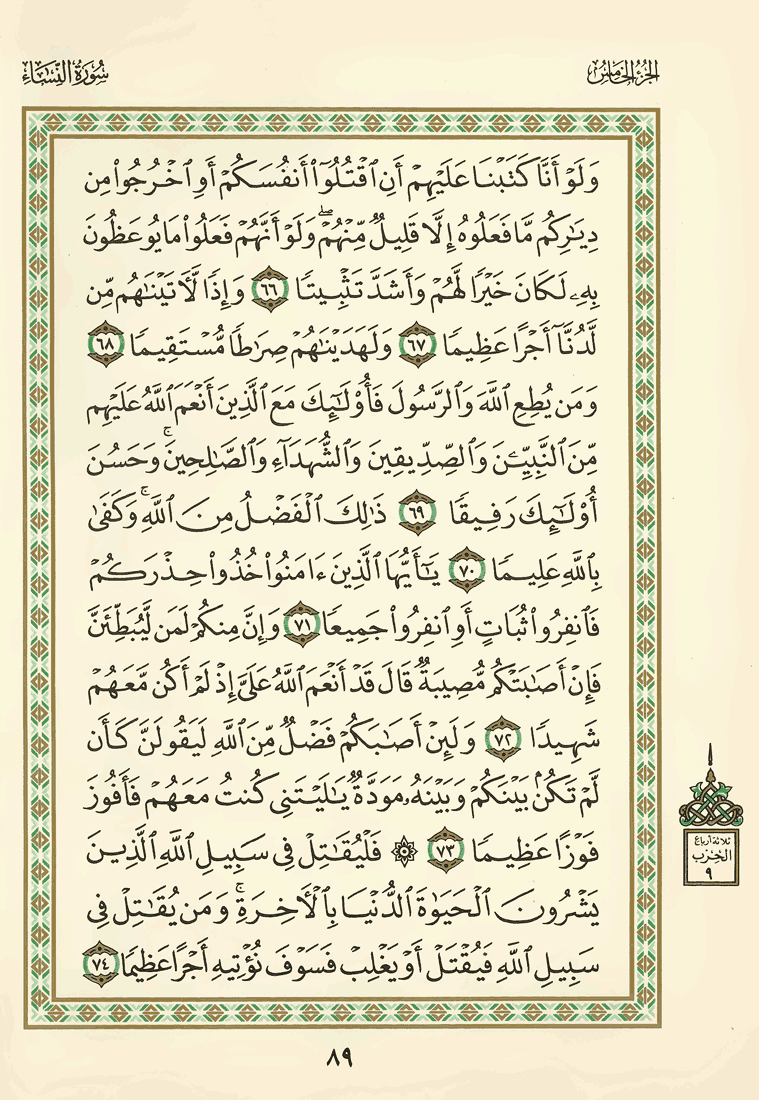 الجزء الخامس
سورة النساء
وَلَوْ أَنَّا كَتَبْنَا عَلَيْهِمْ أَنِ ٱقْتُلُوٓا۟ أَنفُسَكُمْ أَوِ ٱخْرُجُوا۟ مِن
دِيَٰرِكُم مَّا فَعَلُوهُ إِلَّا قَلِيلٌ مِّنْهُمْ ۖ وَلَوْ أَنَّهُمْ فَعَلُوا۟ مَا يُوعَظُونَ
بِهِۦ لَكَانَ خَيْرًا لَّهُمْ وَأَشَدَّ تَثْبِيتًا ٦٦ وَإِذًا لَّـَٔاتَيْنَٰهُم مِّن
لَّدُنَّآ أَجْرًا عَظِيمًا ٦٧ وَلَهَدَيْنَٰهُمْ صِرَٰطًا مُّسْتَقِيمًا ٦٨
وَمَن يُطِعِ ٱللَّهَ وَٱلرَّسُولَ فَأُو۟لَٰٓئِكَ مَعَ ٱلَّذِينَ أَنْعَمَ ٱللَّهُ عَلَيْهِم
مِّنَ ٱلنَّبِيِّـۧنَ وَٱلصِّدِّيقِينَ وَٱلشُّهَدَآءِ وَٱلصَّٰلِحِينَ ۚ وَحَسُنَ
أُو۟لَٰٓئِكَ رَفِيقًا ٦٩ ذَٰلِكَ ٱلْفَضْلُ مِنَ ٱللَّهِ ۚ وَكَفَىٰ
بِٱللَّهِ عَلِيمًا ٧٠ يَٰٓأَيُّهَا ٱلَّذِينَ ءَامَنُوا۟ خُذُوا۟ حِذْرَكُمْ
فَٱنفِرُوا۟ ثُبَاتٍ أَوِ ٱنفِرُوا۟ جَمِيعًا ٧١ وَإِنَّ مِنكُمْ لَمَن لَّيُبَطِّئَنَّ
فَإِنْ أَصَٰبَتْكُم مُّصِيبَةٌ قَالَ قَدْ أَنْعَمَ ٱللَّهُ عَلَىَّ إِذْ لَمْ أَكُن مَّعَهُمْ
شَهِيدًا ٧٢ وَلَئِنْ أَصَٰبَكُمْ فَضْلٌ مِّنَ ٱللَّهِ لَيَقُولَنَّ كَأَن
لَّمْ تَكُنۢ بَيْنَكُمْ وَبَيْنَهُۥ مَوَدَّةٌ يَٰلَيْتَنِى كُنتُ مَعَهُمْ فَأَفُوزَ
فَوْزًا عَظِيمًا ٧٣ ۞ فَلْيُقَٰتِلْ فِى سَبِيلِ ٱللَّهِ ٱلَّذِينَ
يَشْرُونَ ٱلْحَيَوٰةَ ٱلدُّنْيَا بِٱلْـَٔاخِرَةِ ۚ وَمَن يُقَٰتِلْ فِى
سَبِيلِ ٱللَّهِ فَيُقْتَلْ أَوْ يَغْلِبْ فَسَوْفَ نُؤْتِيهِ أَجْرًا عَظِيمًا ٧٤
ثلاثة أرباع
الحزب
٩
٨٩